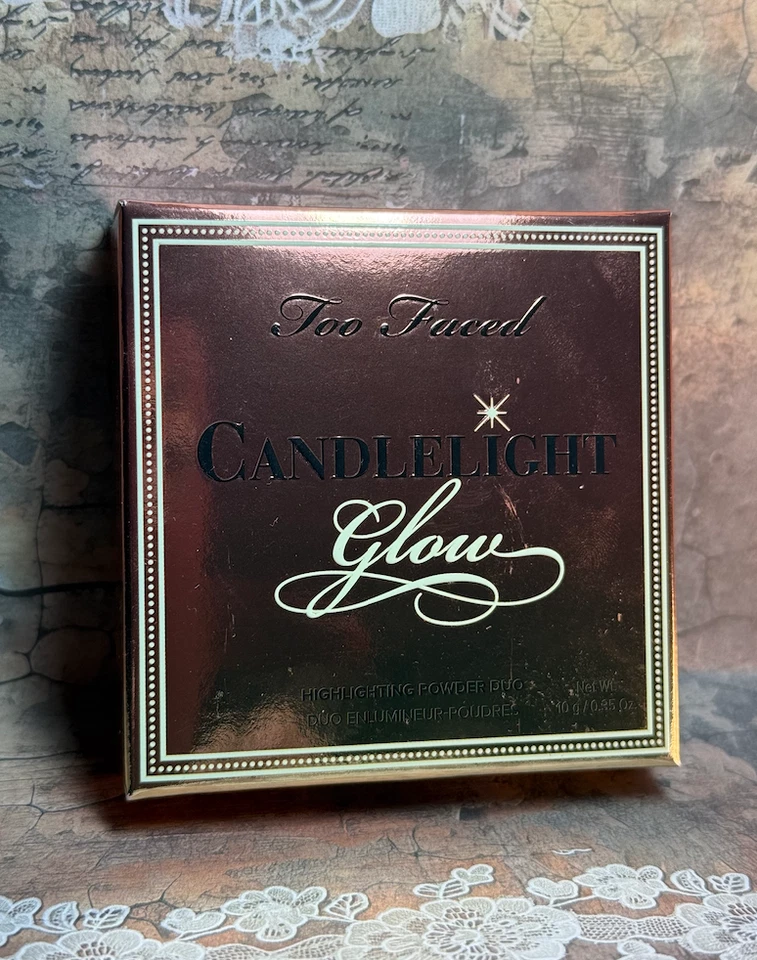 Too Faced
CANDLELIGHT
Glow
HIGHLIGHTING POWDER DUO
DUO ENLUMINEUR-POUDRES
Net Wt.
10 g / 0.35 Oz.